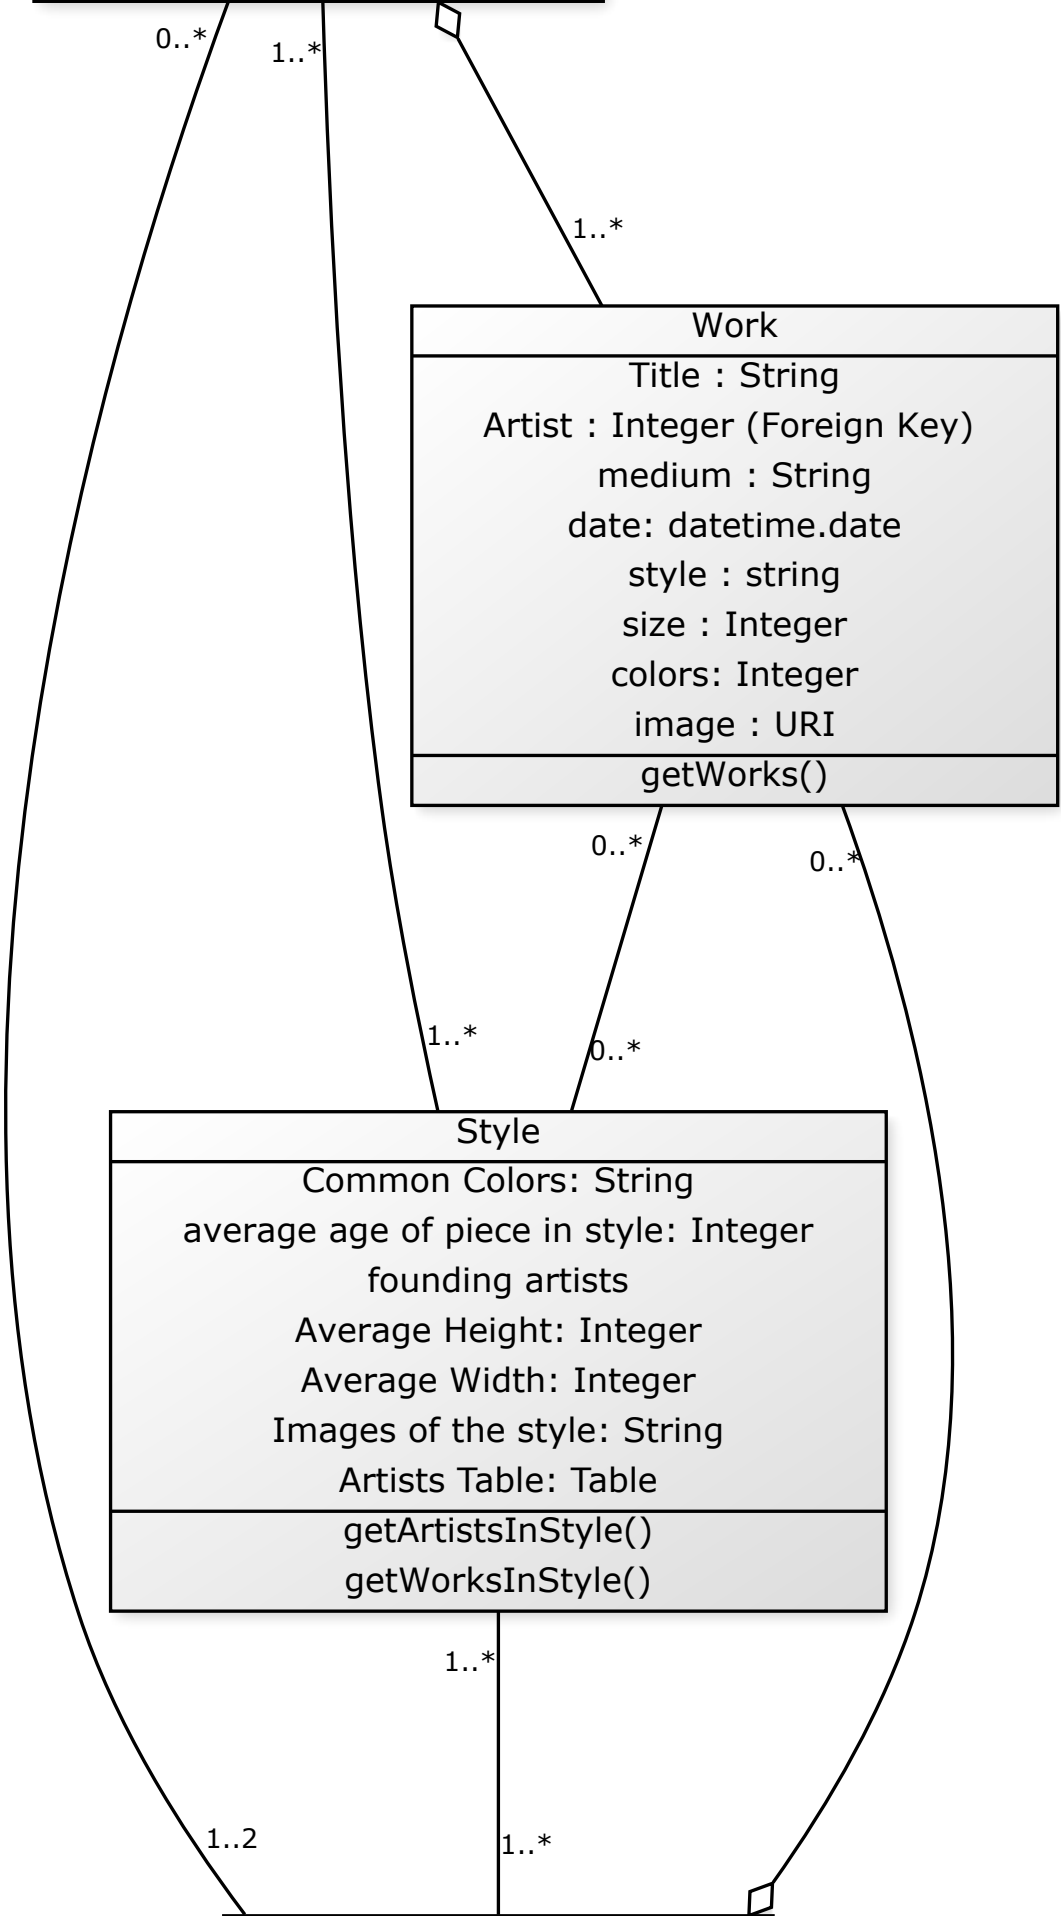 0..*
1..*
1..*
Work
Title : String
Artist : Integer (Foreign Key)
medium : String
date: datetime.date
style : string
size : Integer
colors: Integer
image : URI
getWorks()
0..*
0..*
1..*
0..*
Style
Common Colors: String
average age of piece in style: Integer
founding artists
Average Height: Integer
Average Width: Integer
Images of the style: String
Artists Table: Table
getArtistsInStyle()
getWorksInStyle()
1..*
1..2
1..*